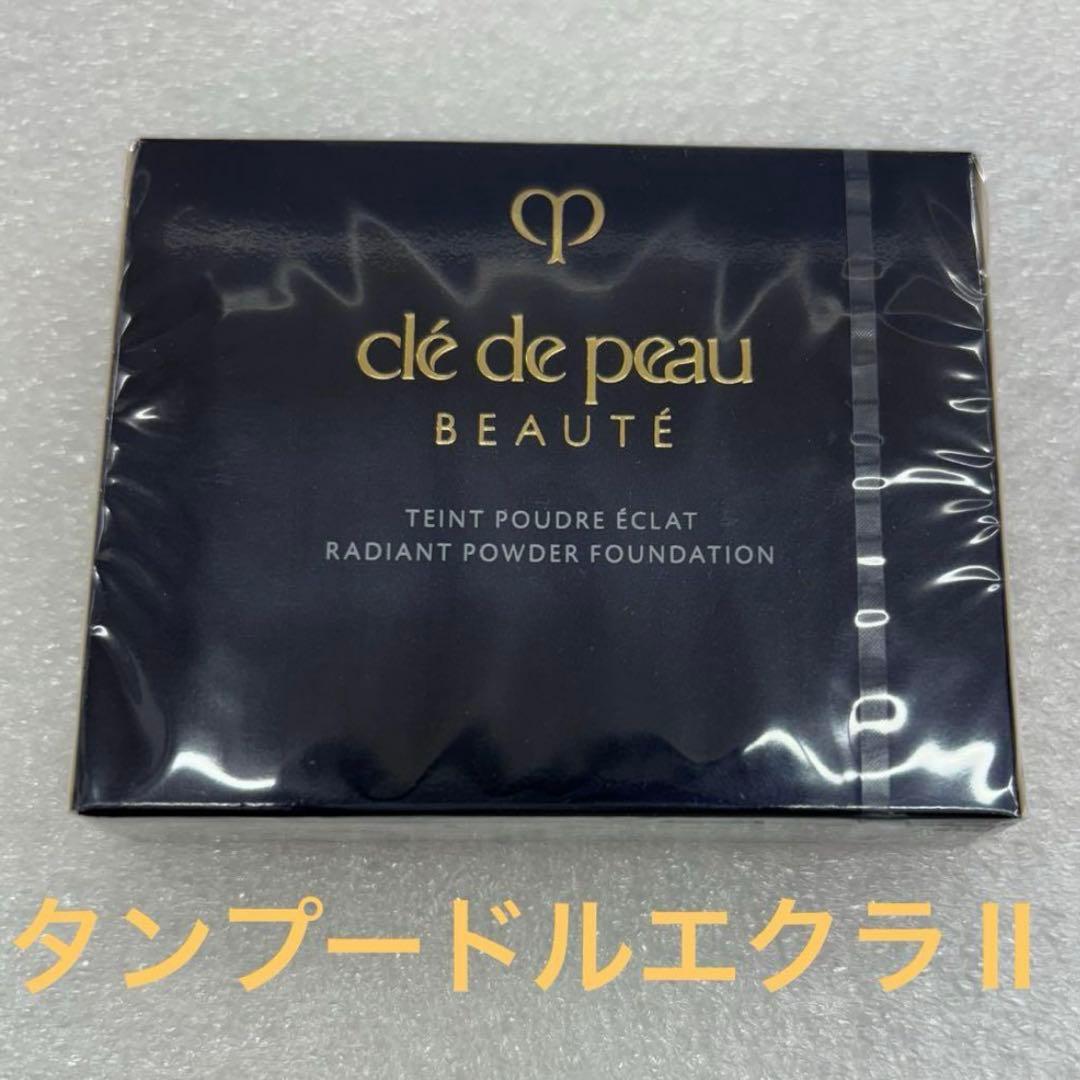 clé de peau
BEAUTÉ
TEINT POUDRE ÉCLAT
RADIANT POWDER FOUNDATION
タンプードルエクラⅡ